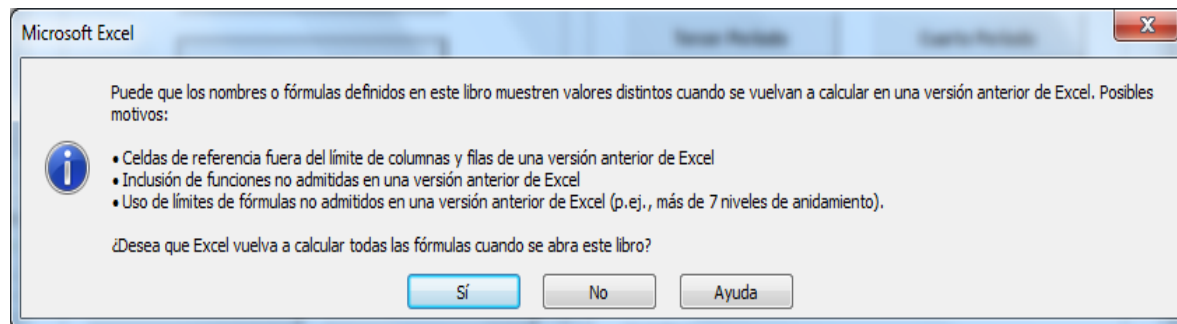 Microsoft Excel
Tercer Período
Cuarto Período
Puede que los nombres o fórmulas definidos en este libro muestren valores distintos cuando se vuelvan a calcular en una versión anterior de Excel. Posibles
motivos:
• Celdas de referencia fuera del límite de columnas y filas de una versión anterior de Excel
• Inclusión de funciones no admitidas en una versión anterior de Excel
• Uso de límites de fórmulas no admitidos en una versión anterior de Excel (p.ej., más de 7 niveles de anidamiento).
¿Desea que Excel vuelva a calcular todas las fórmulas cuando se abra este libro?
Sí
No
Ayuda